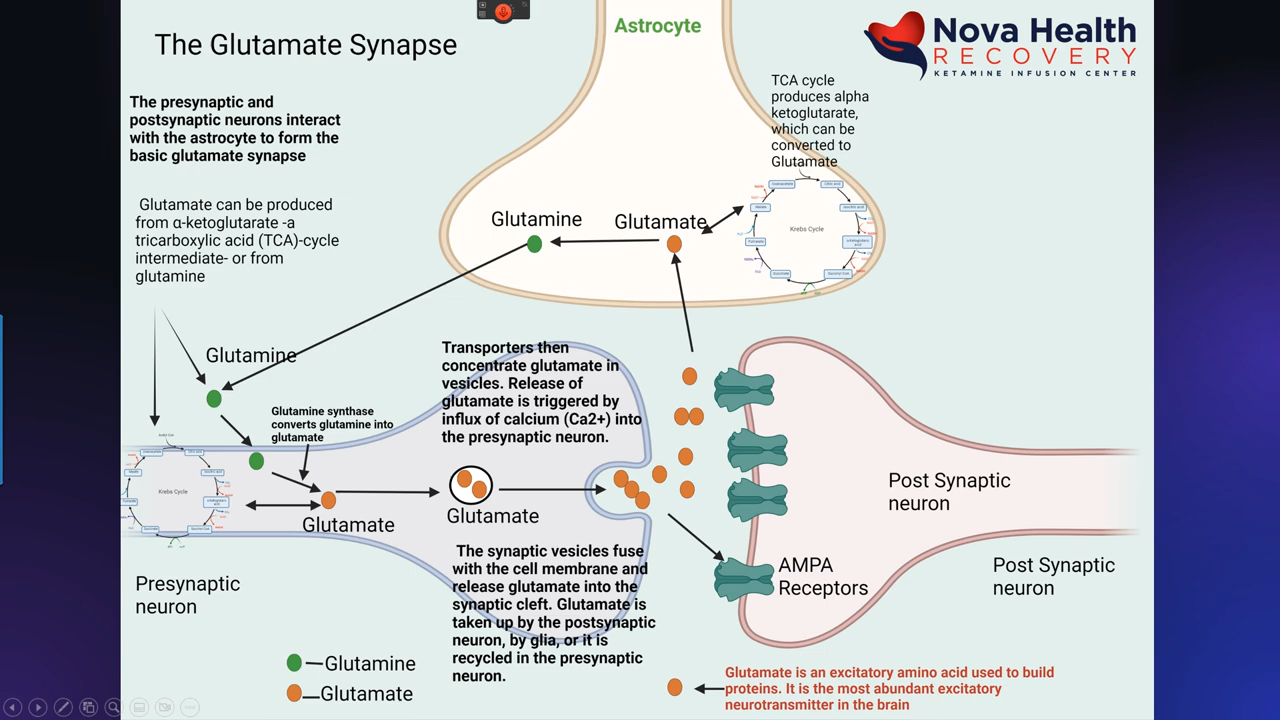 The Glutamate Synapse
Astrocyte
Nova Health
RECOVERY
KETAMINE INFUSION CENTER
The presynaptic and
postsynaptic neurons interact
with the astrocyte to form the
basic glutamate synapse
TCA cycle
produces alpha
ketoglutarate,
which can be
converted to
Glutamate
Glutamate can be produced
from α-ketoglutarate -a
tricarboxylic acid (TCA)-cycle
intermediate- or from
glutamine
Glutamine
Glutamate
Krebs Cycle
Glutamine
Transporters then
concentrate glutamate in
vesicles. Release of
glutamate is triggered by
influx of calcium (Ca2+) into
the presynaptic neuron.
Glutamine synthase
converts glutamine into
glutamate
Krebs Cycle
Glutamate
Glutamate
Post Synaptic
neuron
The synaptic vesicles fuse
with the cell membrane and
release glutamate into the
synaptic cleft. Glutamate is
taken up by the postsynaptic
neuron, by glia, or it is
recycled in the presynaptic
neuron.
AMPA
Receptors
Post Synaptic
neuron
Presynaptic
neuron
Glutamine
Glutamate
Glutamate is an excitatory amino acid used to build
proteins. It is the most abundant excitatory
neurotransmitter in the brain